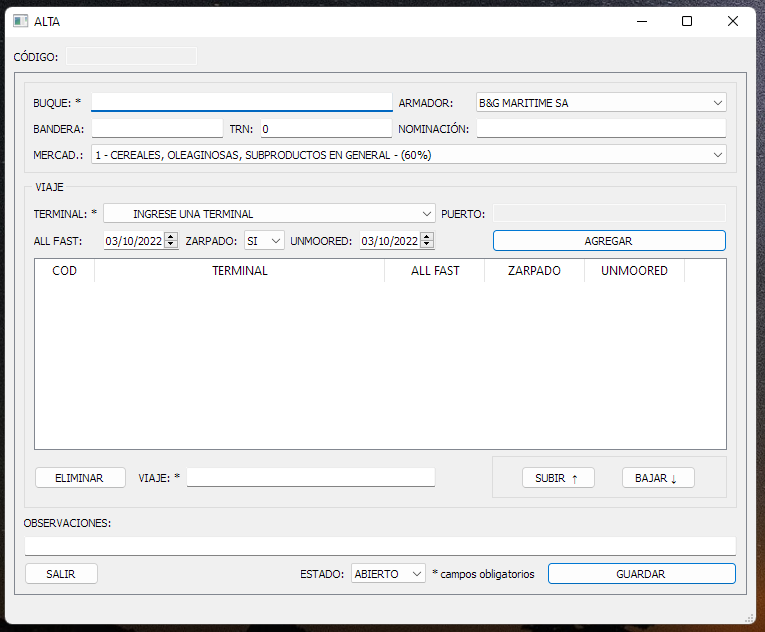 ALTA
CÓDIGO:
BUQUE: * ARMADOR: B&G MARITIME SA
BANDERA: TRN: 0 NOMINACIÓN:
MERCAD.: 1 - CEREALES, OLEAGINOSAS, SUBPRODUCTOS EN GENERAL - (60%)
VIAJE
TERMINAL: * INGRESE UNA TERMINAL PUERTO:
ALL FAST: 03/10/2022 ZARPADO: SI UNMOORED: 03/10/2022 AGREGAR
COD TERMINAL ALL FAST ZARPADO UNMOORED
ELIMINAR VIAJE: * SUBIR ↑ BAJAR ↓
OBSERVACIONES:
SALIR ESTADO: ABIERTO * campos obligatorios GUARDAR